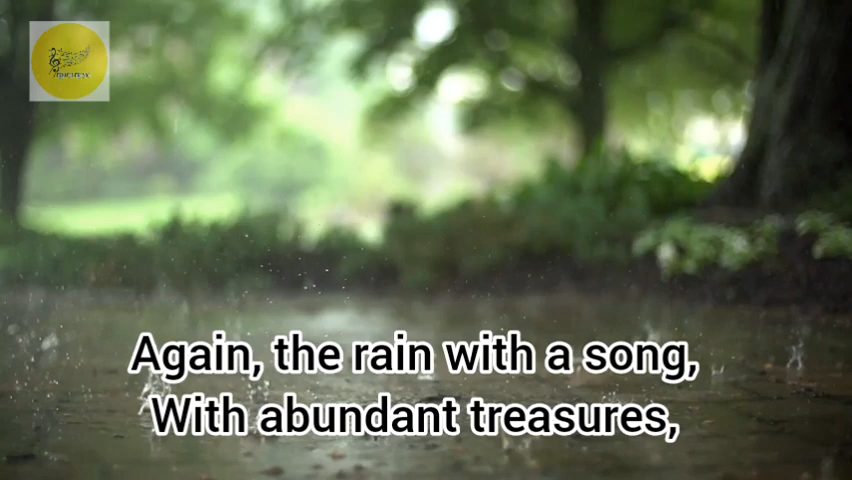 Again, the rain with a song,
With abundant treasures,